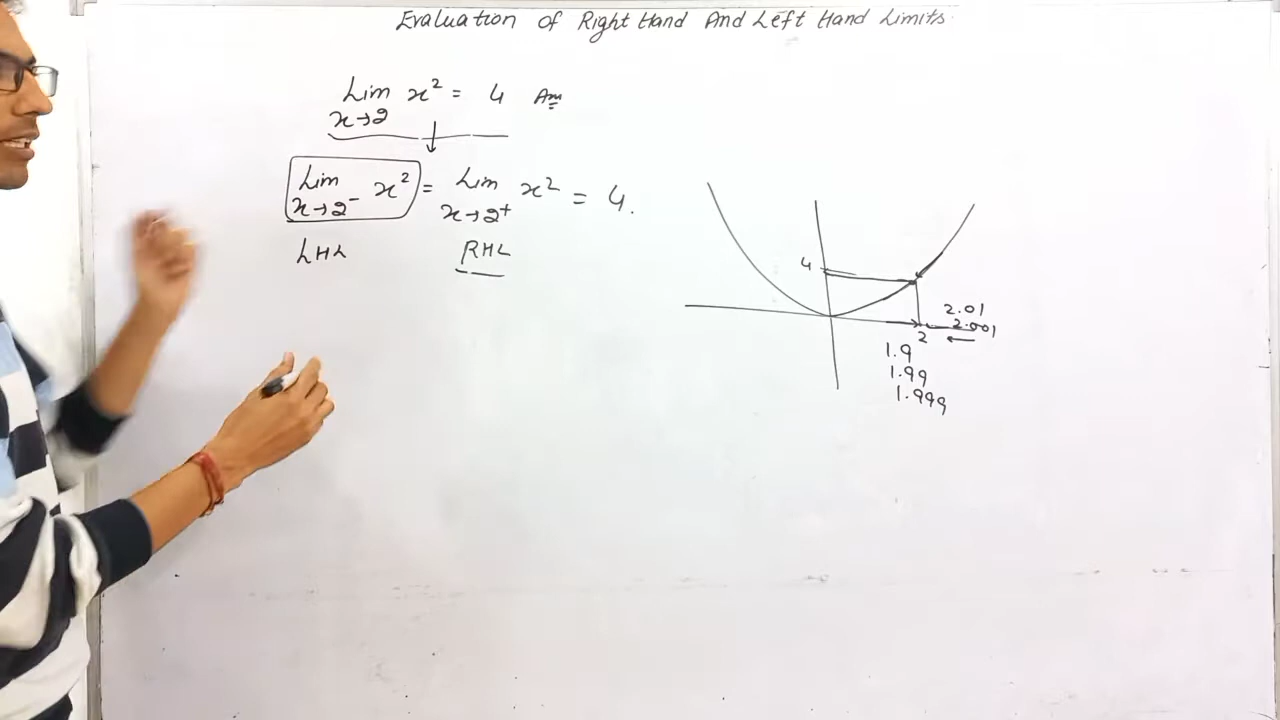 Evaluation of Right Hand And Left Hand Limits.
Lim x² = 4 Ans
x→2
Lim x² = Lim x² = 4.
x→2⁻ x→2⁺
LHL RHL
4
2.01
2.001
2
1.9
1.99
1.999